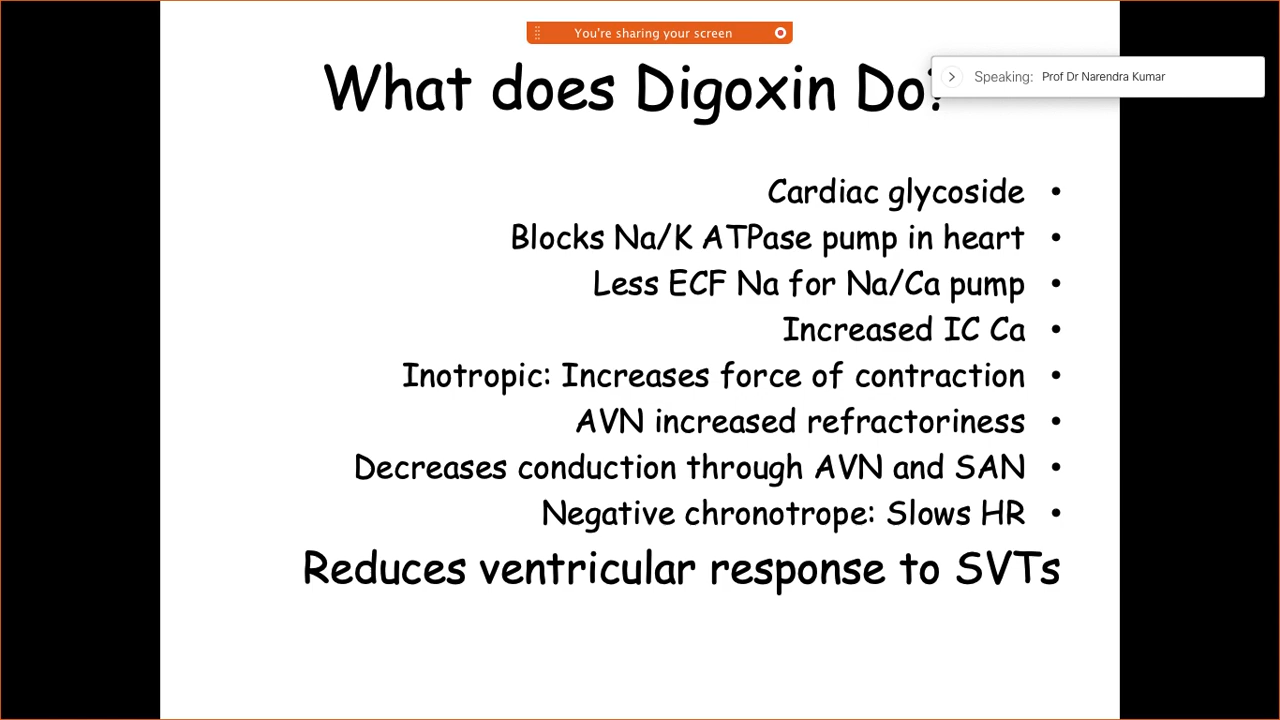 You're sharing your screen
Speaking: Prof Dr Narendra Kumar
What does Digoxin Do?
Cardiac glycoside •
Blocks Na/K ATPase pump in heart •
Less ECF Na for Na/Ca pump •
Increased IC Ca •
Inotropic: Increases force of contraction •
AVN increased refractoriness •
Decreases conduction through AVN and SAN •
Negative chronotrope: Slows HR •
Reduces ventricular response to SVTs